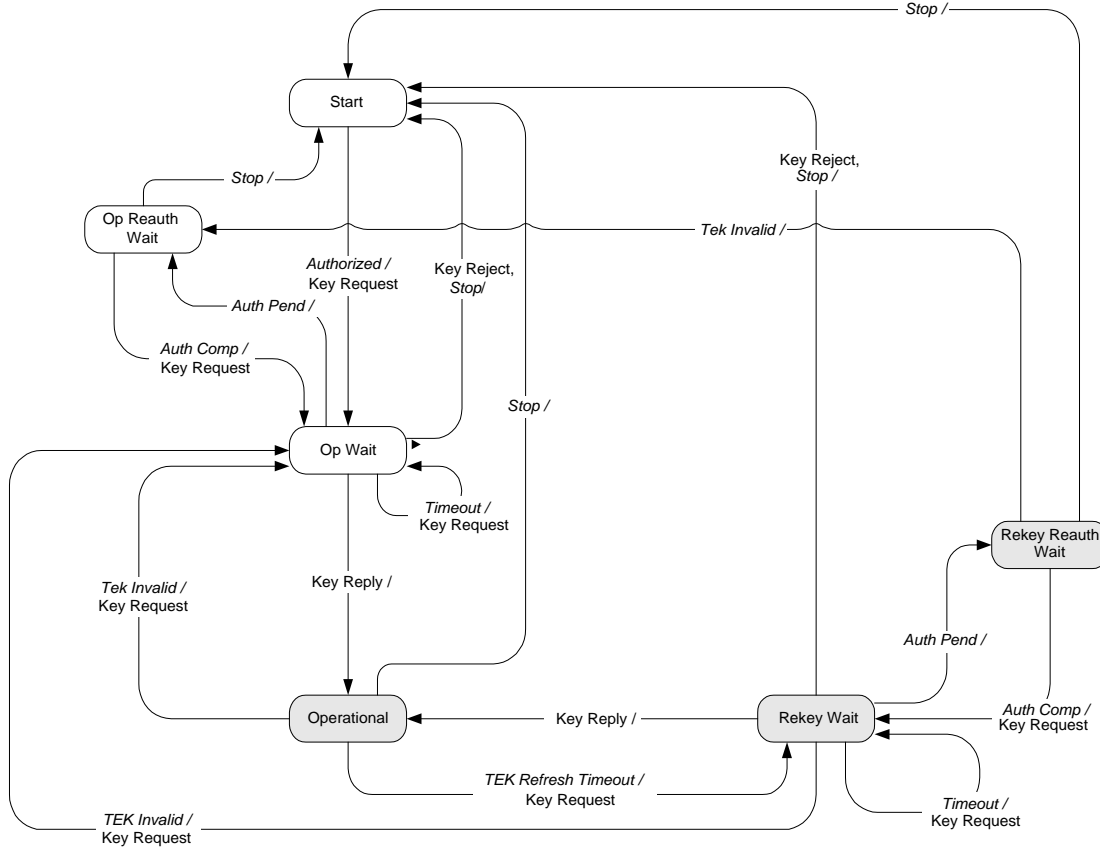 Stop /
Start
Key Reject,
Stop /
Stop /
Op Reauth
Wait
Tek Invalid /
Authorized /
Key Request
Key Reject,
Stop/
Auth Pend /
Auth Comp /
Key Request
Stop /
Op Wait
Timeout /
Key Request
Rekey Reauth
Wait
Tek Invalid /
Key Request
Key Reply /
Auth Pend /
Operational
Key Reply /
Rekey Wait
Auth Comp /
Key Request
TEK Refresh Timeout /
Key Request
Timeout /
Key Request
TEK Invalid /
Key Request